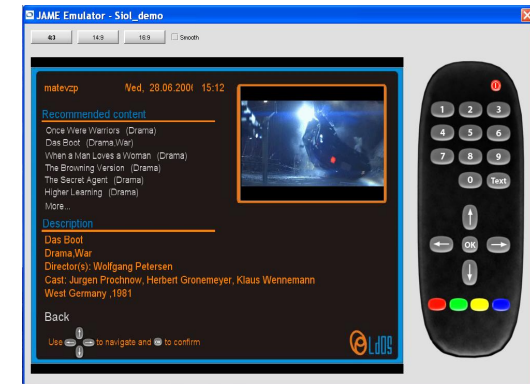 JAME Emulator - Siol_demo
4:3 14:9 16:9 Smooth
matevzp Wed, 28.06.200 15:12
Recommended content
Once Were Warriors (Drama)
Das Boot (Drama,War)
When a Man Loves a Woman (Drama)
The Browning Version (Drama)
The Secret Agent (Drama)
Higher Learning (Drama)
More...
Description
Das Boot
Drama,War
Director(s): Wolfgang Petersen
Cast: Jurgen Prochnow, Herbert Gronemeyer, Klaus Wennemann
West Germany ,1981
Back
Use to navigate and to confirm
LDOS
1 2 3
4 5 6
7 8 9
0 Text
OK